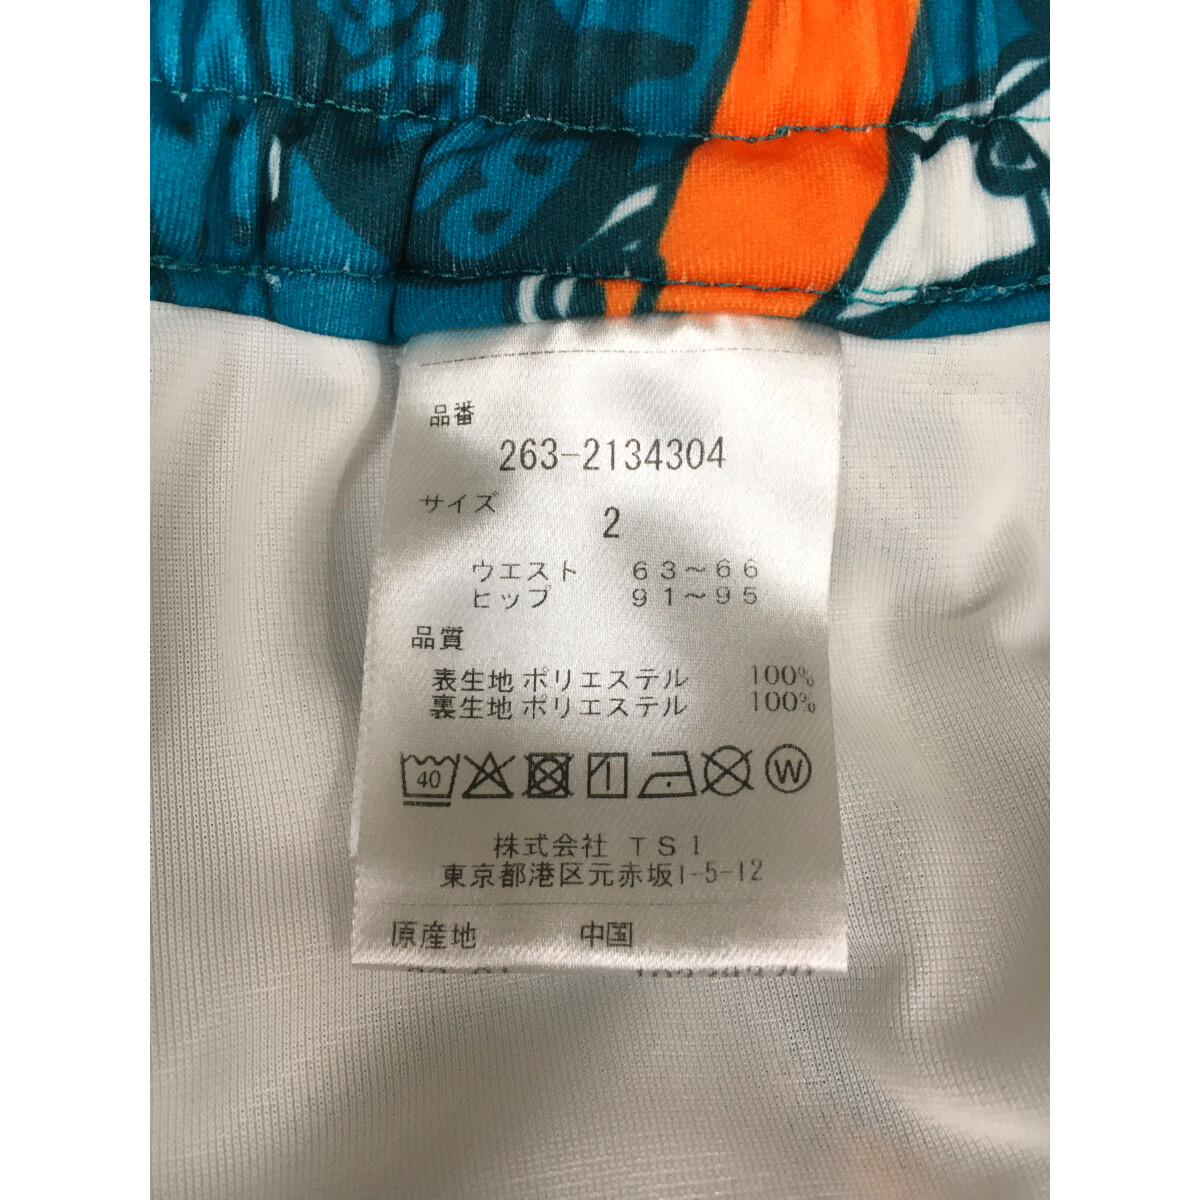 品番
263-2134304
サイズ
2
ウエスト 63～66
ヒップ 91～95
品質
表生地 ポリエステル 100%
裏生地 ポリエステル 100%
40 W
株式会社 TSI
東京都港区元赤坂1-5-12
原産地 中国